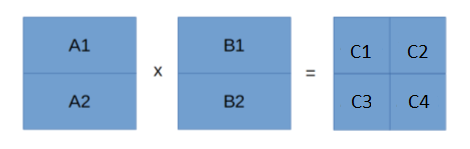 A1 B1 C1 C2
x =
A2 B2 C3 C4